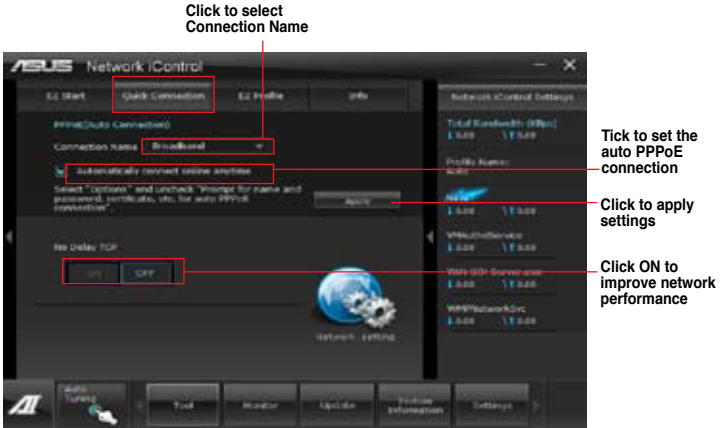 Click to select
Connection Name
ASUS Network iControl
EZ Start
Quick Connection
EZ Profile
Info
Network iControl Settings
PPPoE(Auto Connection)
Connection Name
Broadband
Automatically connect online anytime
Select "Options" and uncheck "Prompt for name and
password, certificate, etc. for auto PPPoE
connection".
Apply
No Delay TCP
ON
OFF
Network setting
Total Bandwidth (KBps)
Profile Name:
VMAuthdService
WMPNetworkSvc
Tick to set the
auto PPPoE
connection
Click to apply
settings
Click ON to
improve network
performance
Auto
Tuning
Tool
Monitor
Update
System
Information
Settings